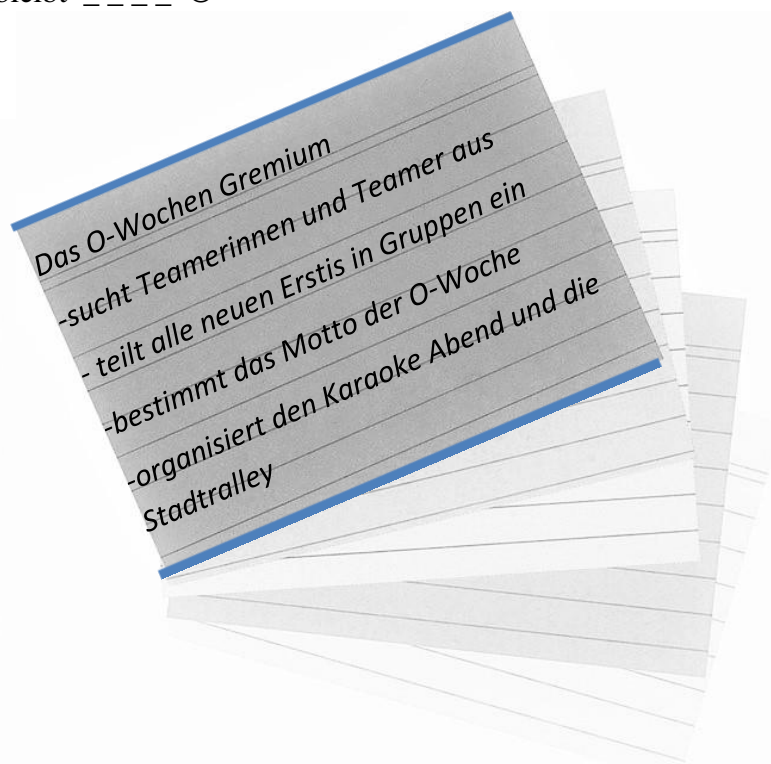 _ _ _ _
Das O-Wochen Gremium
-sucht Teamerinnen und Teamer aus
- teilt alle neuen Erstis in Gruppen ein
-bestimmt das Motto der O-Woche
-organisiert den Karaoke Abend und die
Stadtralley